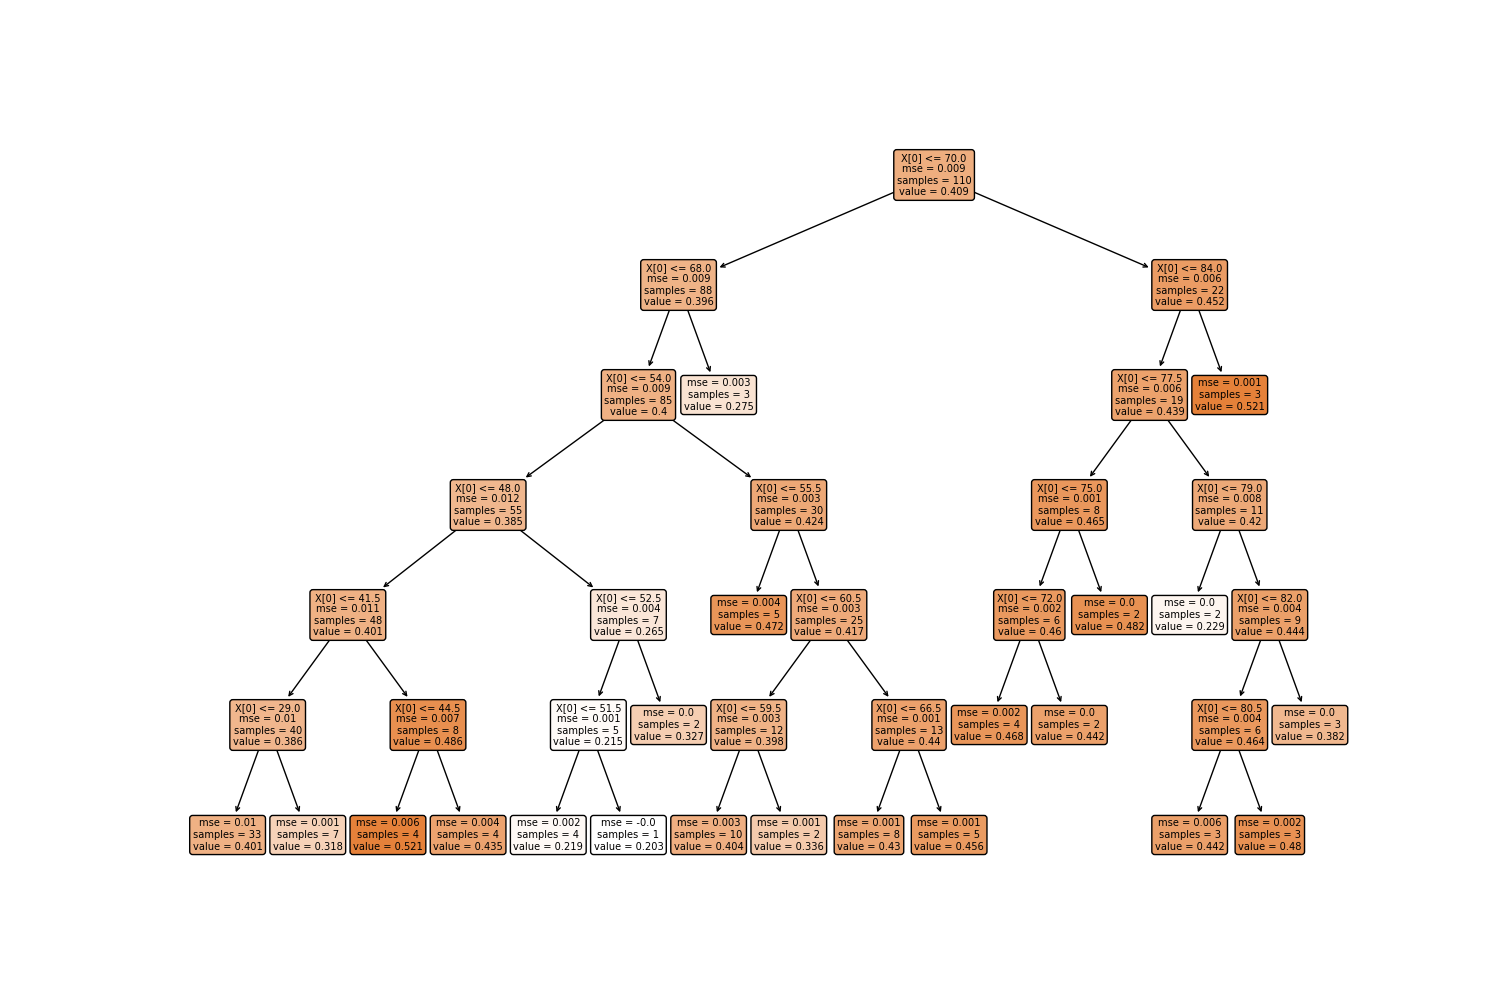 X[0] <= 70.0
mse = 0.009
samples = 110
value = 0.409
X[0] <= 68.0
mse = 0.009
samples = 88
value = 0.396
X[0] <= 84.0
mse = 0.006
samples = 22
value = 0.452
X[0] <= 54.0
mse = 0.009
samples = 85
value = 0.4
mse = 0.003
samples = 3
value = 0.275
X[0] <= 77.5
mse = 0.006
samples = 19
value = 0.439
mse = 0.001
samples = 3
value = 0.521
X[0] <= 48.0
mse = 0.012
samples = 55
value = 0.385
X[0] <= 55.5
mse = 0.003
samples = 30
value = 0.424
X[0] <= 75.0
mse = 0.001
samples = 8
value = 0.465
X[0] <= 79.0
mse = 0.008
samples = 11
value = 0.42
X[0] <= 41.5
mse = 0.011
samples = 48
value = 0.401
X[0] <= 52.5
mse = 0.004
samples = 7
value = 0.265
mse = 0.004
samples = 5
value = 0.472
X[0] <= 60.5
mse = 0.003
samples = 25
value = 0.417
X[0] <= 72.0
mse = 0.002
samples = 6
value = 0.46
mse = 0.0
samples = 2
value = 0.482
mse = 0.0
samples = 2
value = 0.229
X[0] <= 82.0
mse = 0.004
samples = 9
value = 0.444
X[0] <= 29.0
mse = 0.01
samples = 40
value = 0.386
X[0] <= 44.5
mse = 0.007
samples = 8
value = 0.486
X[0] <= 51.5
mse = 0.001
samples = 5
value = 0.215
mse = 0.0
samples = 2
value = 0.327
X[0] <= 59.5
mse = 0.003
samples = 12
value = 0.398
X[0] <= 66.5
mse = 0.001
samples = 13
value = 0.44
mse = 0.002
samples = 4
value = 0.468
mse = 0.0
samples = 2
value = 0.442
X[0] <= 80.5
mse = 0.004
samples = 6
value = 0.464
mse = 0.0
samples = 3
value = 0.382
mse = 0.01
samples = 33
value = 0.401
mse = 0.001
samples = 7
value = 0.318
mse = 0.006
samples = 4
value = 0.521
mse = 0.004
samples = 4
value = 0.435
mse = 0.002
samples = 4
value = 0.219
mse = -0.0
samples = 1
value = 0.203
mse = 0.003
samples = 10
value = 0.404
mse = 0.001
samples = 2
value = 0.336
mse = 0.001
samples = 8
value = 0.43
mse = 0.001
samples = 5
value = 0.456
mse = 0.006
samples = 3
value = 0.442
mse = 0.002
samples = 3
value = 0.48